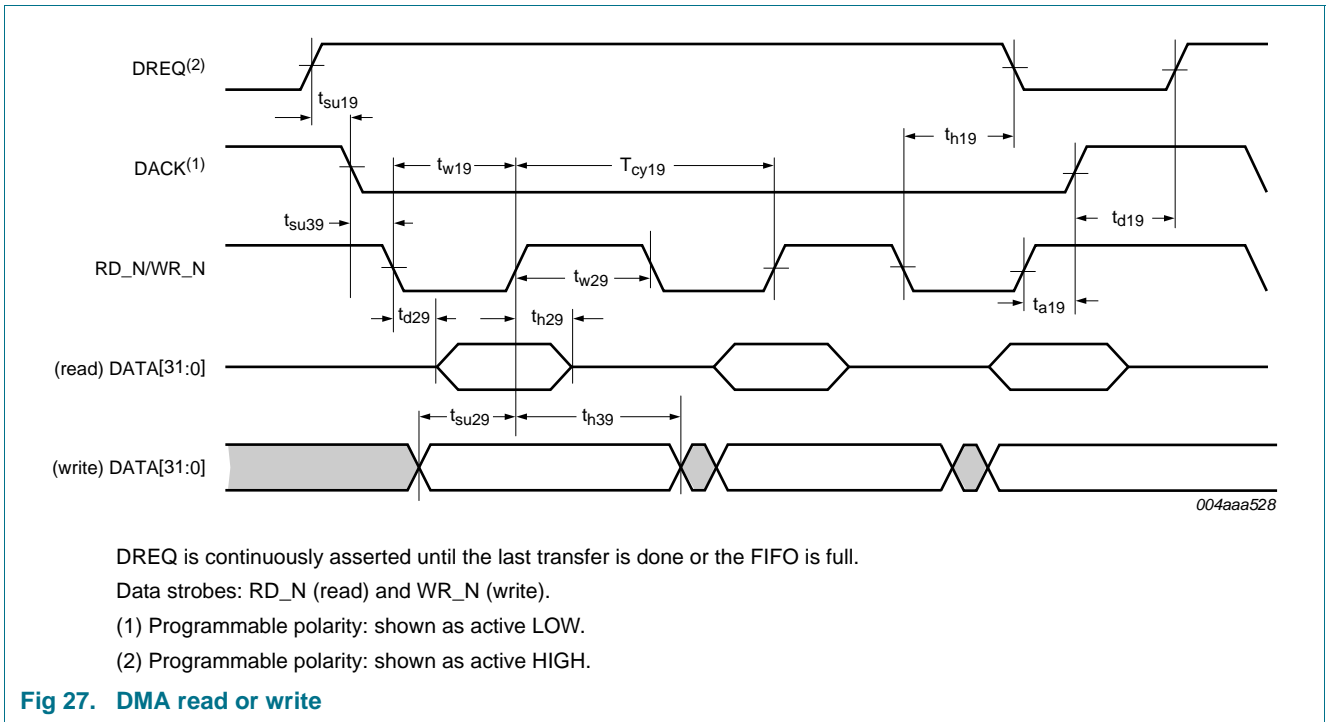 DREQ(2)
tsu19
th19
DACK(1)
tw19
Tcy19
tsu39
td19
RD_N/WR_N
tw29
ta19
td29
th29
(read) DATA[31:0]
tsu29
th39
(write) DATA[31:0]
004aaa528
DREQ is continuously asserted until the last transfer is done or the FIFO is full.
Data strobes: RD_N (read) and WR_N (write).
(1) Programmable polarity: shown as active LOW.
(2) Programmable polarity: shown as active HIGH.
Fig 27. DMA read or write